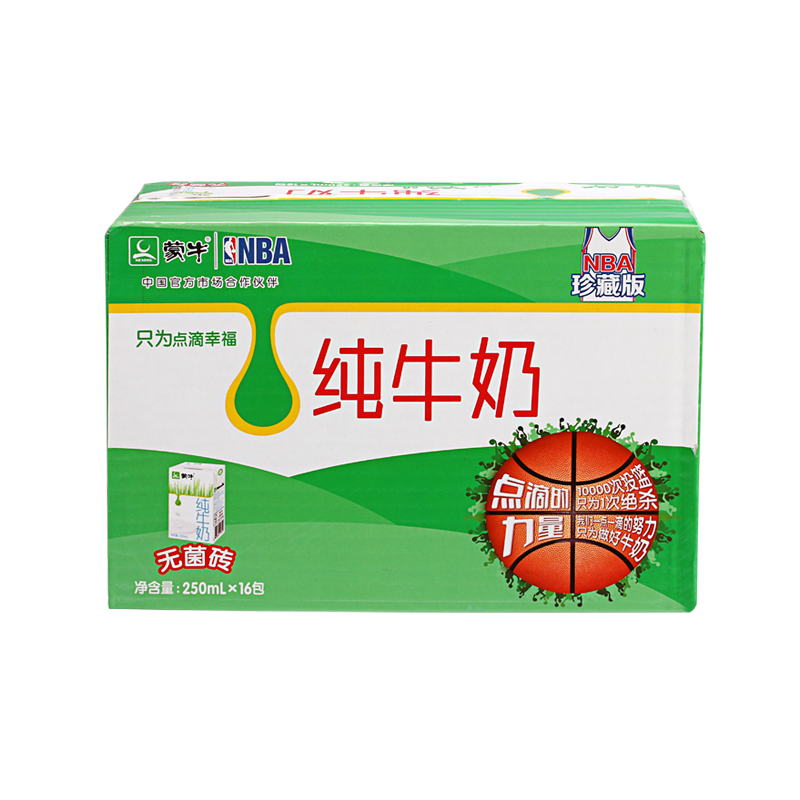 蒙牛 NBA
中国官方市场合作伙伴
NBA
珍藏版
只为点滴幸福
纯牛奶
蒙牛
纯牛奶
无菌砖
净含量:250mL×16包
点滴的
力量
10000次投篮
只为1次绝杀
我们一点一滴的努力
只为做好牛奶